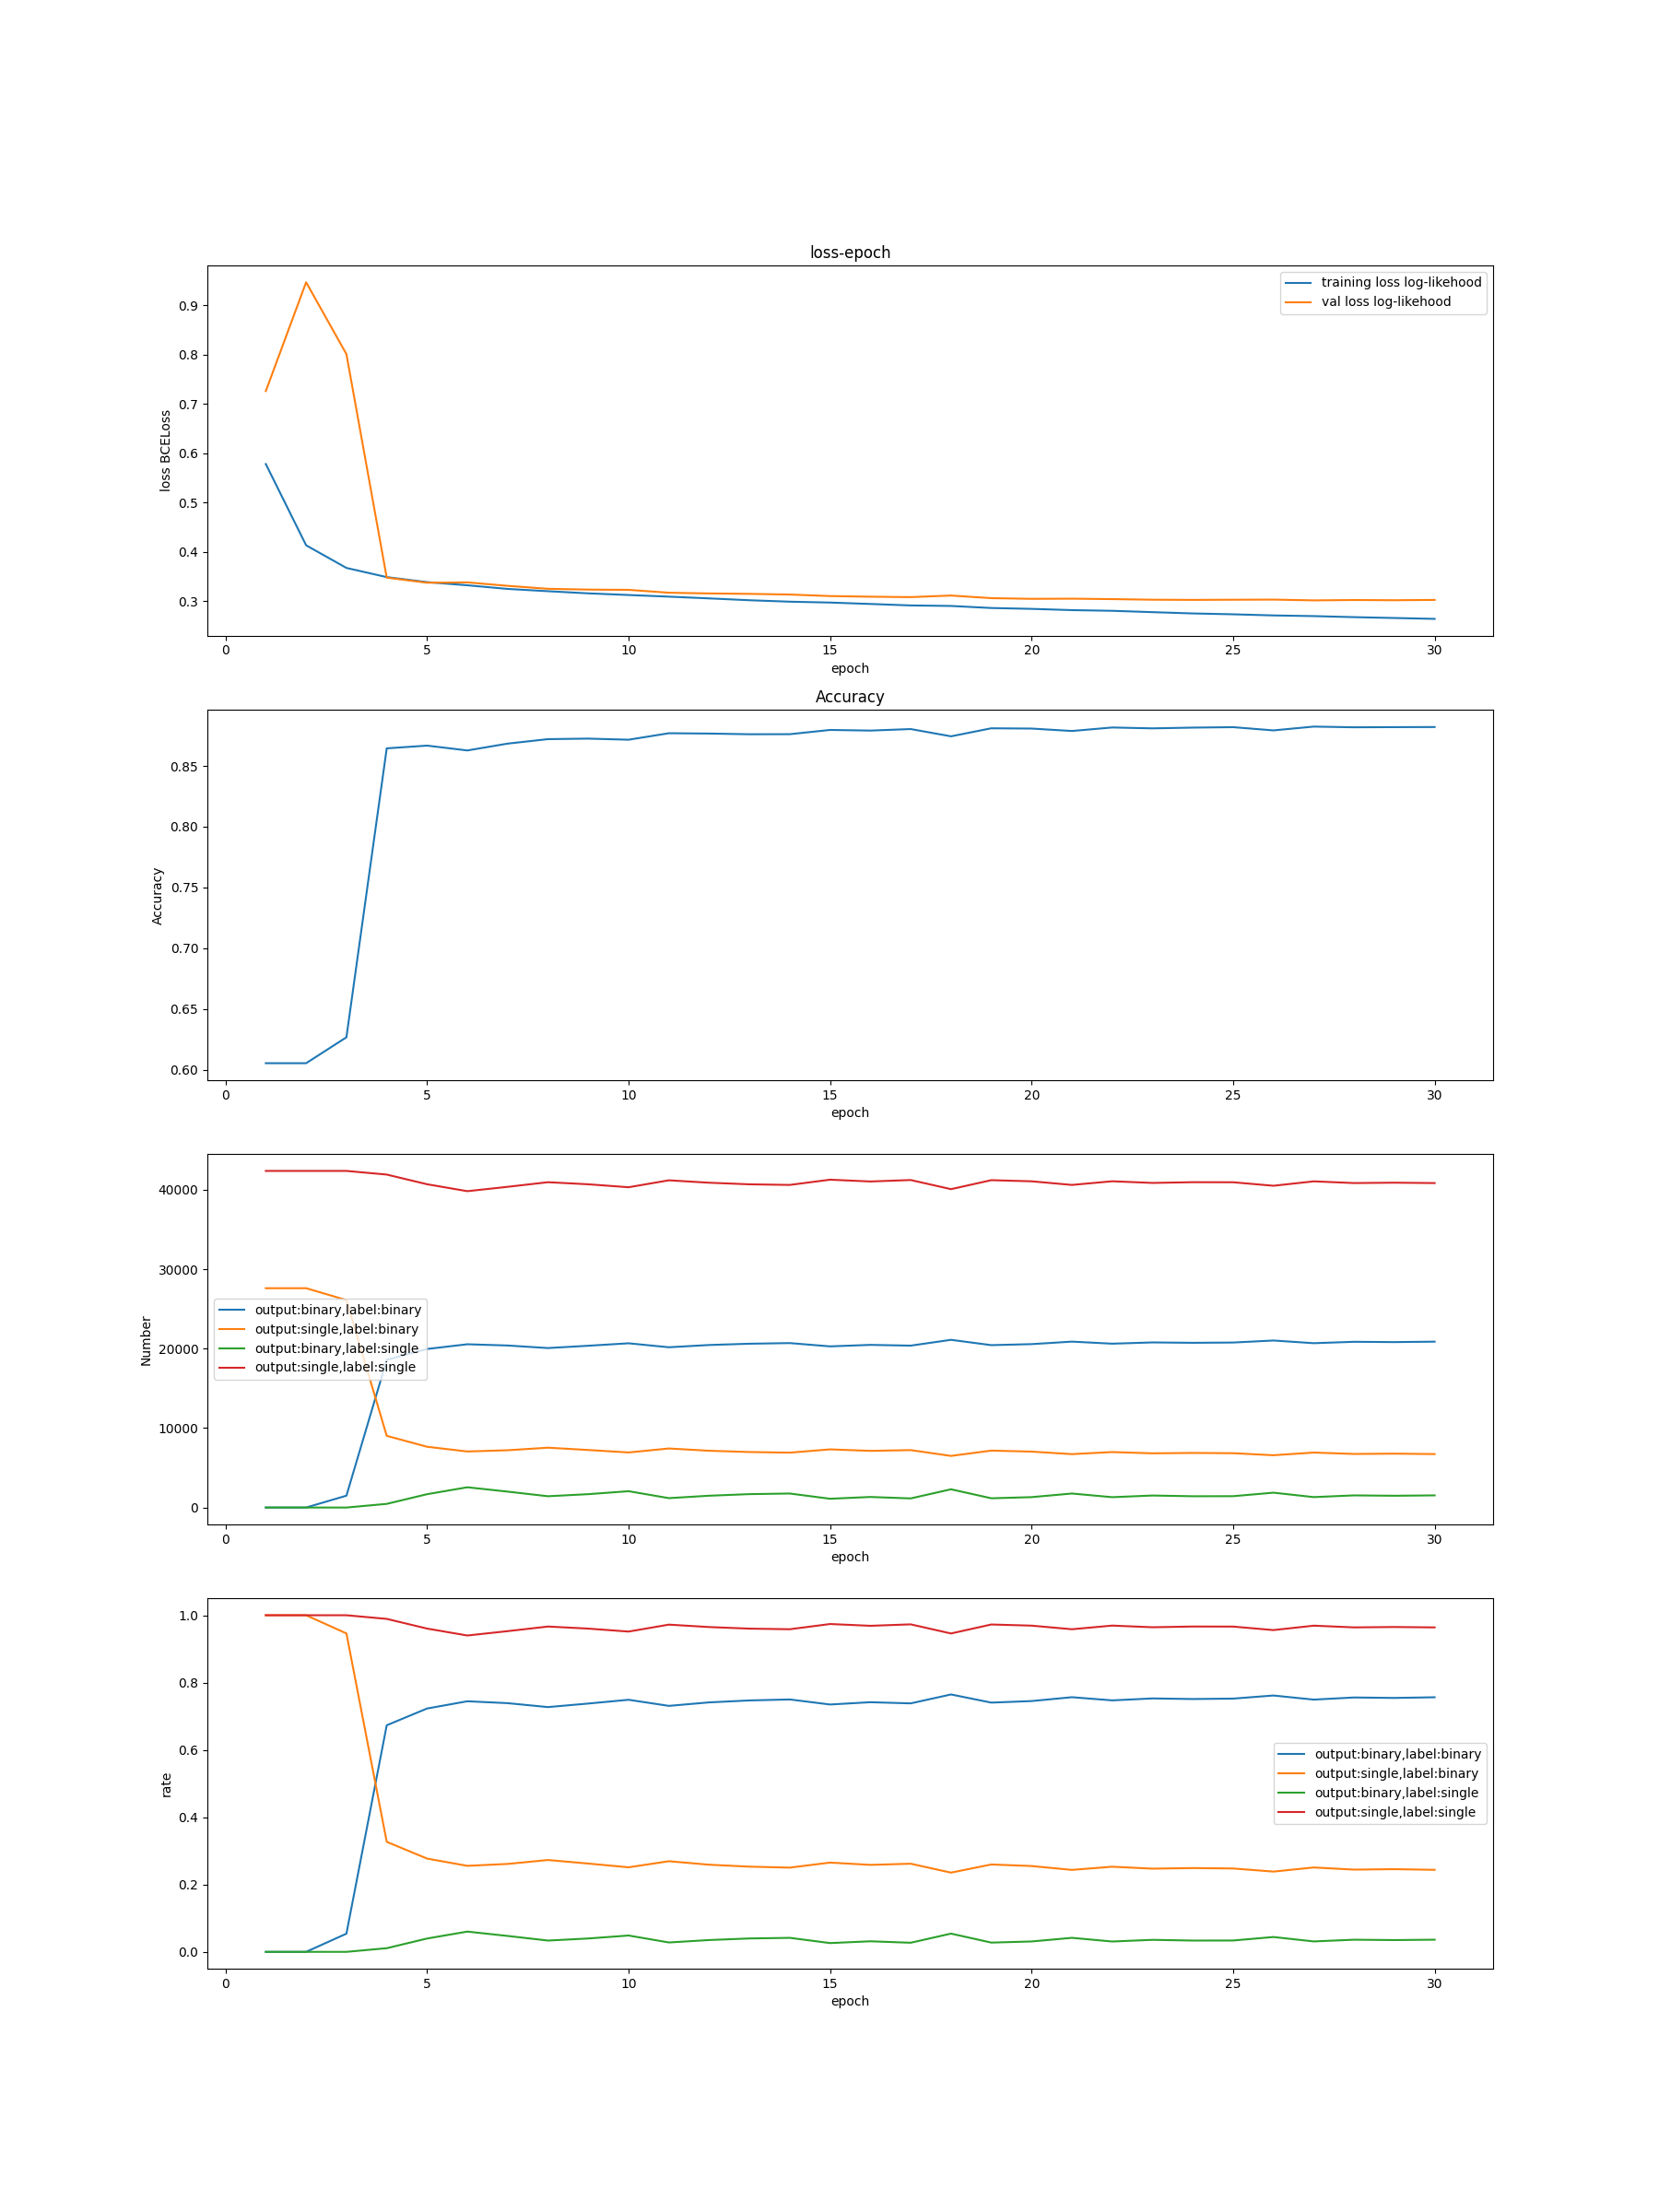 loss-epoch
training loss log-likehood
val loss log-likehood
0.9
0.8
0.7
0.6
0.5
0.4
0.3
loss BCELoss
0 5 10 15 20 25 30
epoch
Accuracy
0.85
0.80
0.75
0.70
0.65
0.60
Accuracy
0 5 10 15 20 25 30
epoch
40000
30000
20000
10000
0
Number
output:binary,label:binary
output:single,label:binary
output:binary,label:single
output:single,label:single
0 5 10 15 20 25 30
epoch
1.0
0.8
0.6
0.4
0.2
0.0
rate
output:binary,label:binary
output:single,label:binary
output:binary,label:single
output:single,label:single
0 5 10 15 20 25 30
epoch